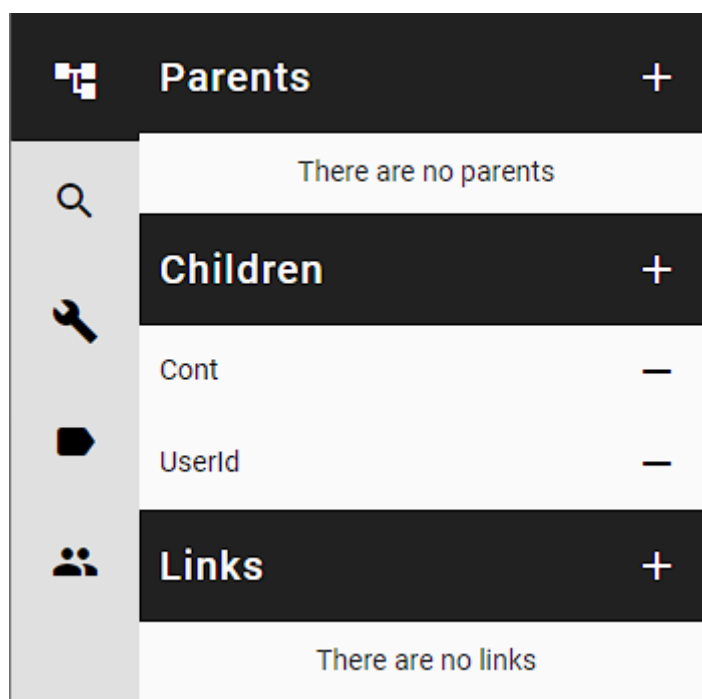 Parents
There are no parents
Children
Cont
UserId
Links
There are no links